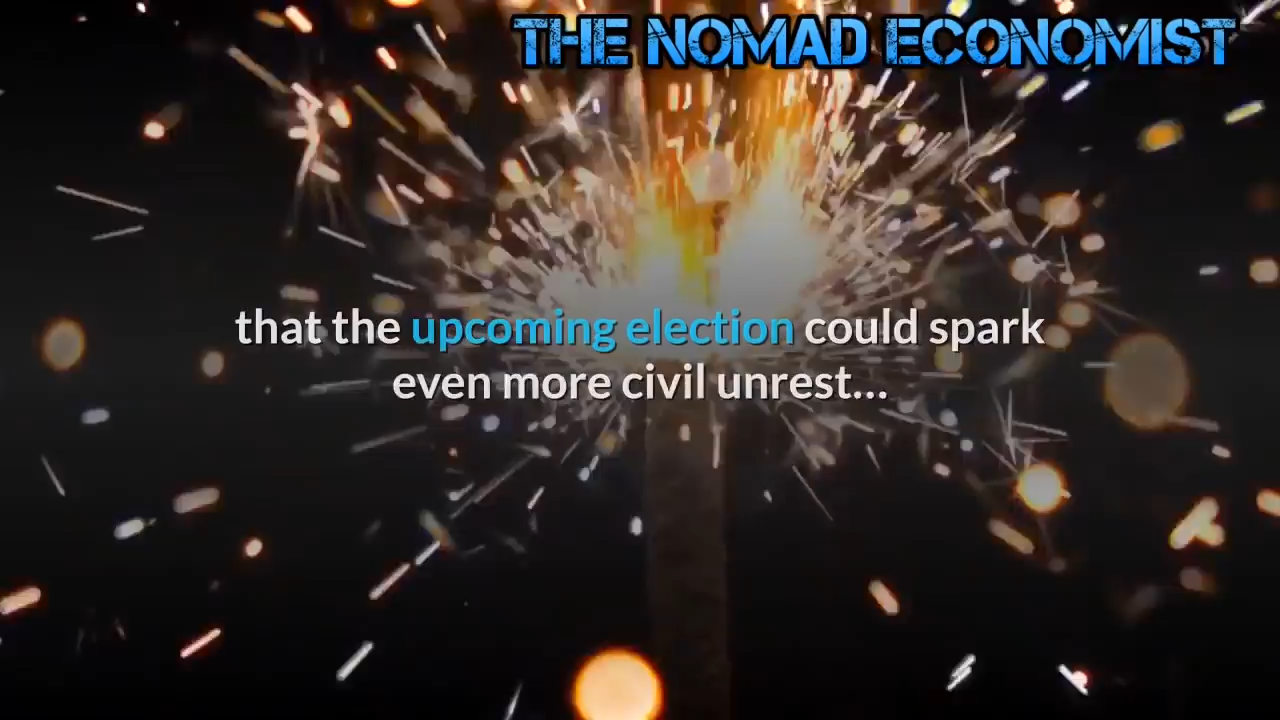 THE NOMAD ECONOMIST
that the upcoming election could spark
even more civil unrest...